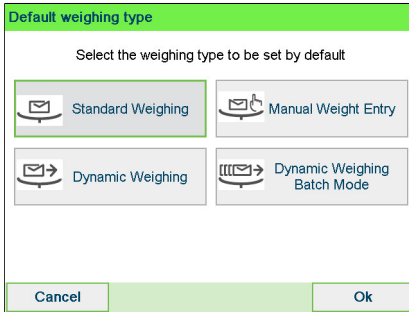 Default weighing type
Select the weighing type to be set by default
Standard Weighing
Manual Weight Entry
Dynamic Weighing
Dynamic Weighing
Batch Mode
Cancel
Ok